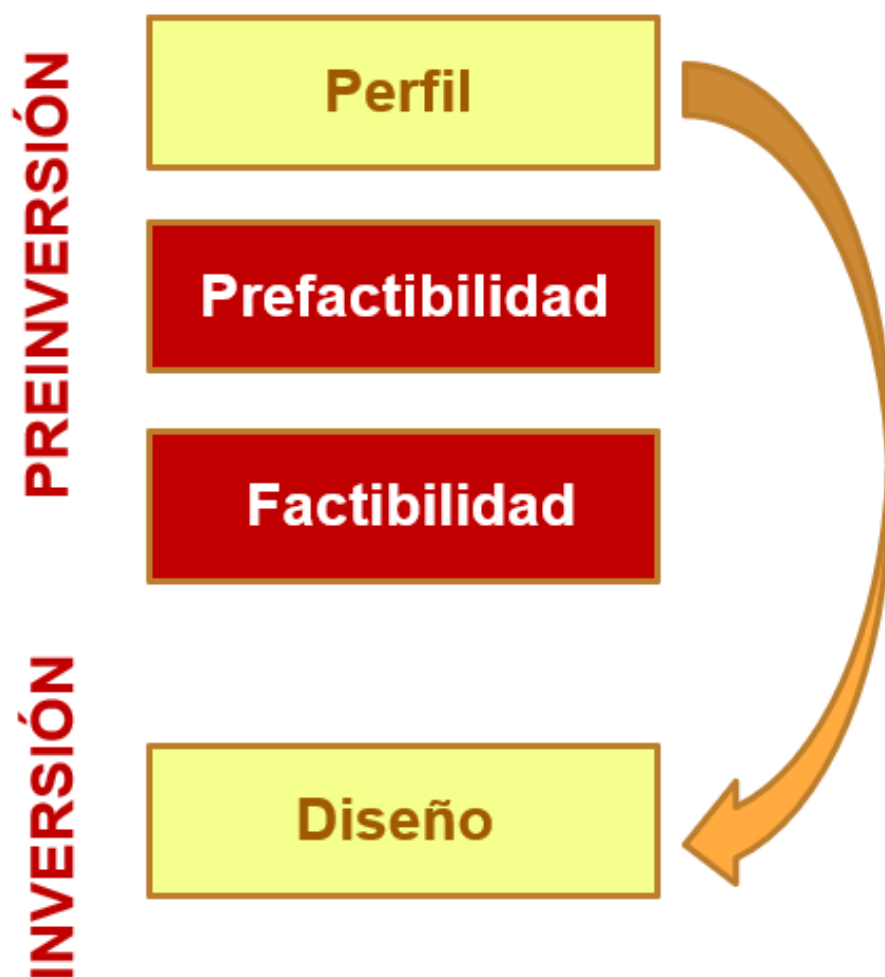 PREINVERSIÓN
Perfil
Prefactibilidad
Factibilidad
INVERSIÓN
Diseño